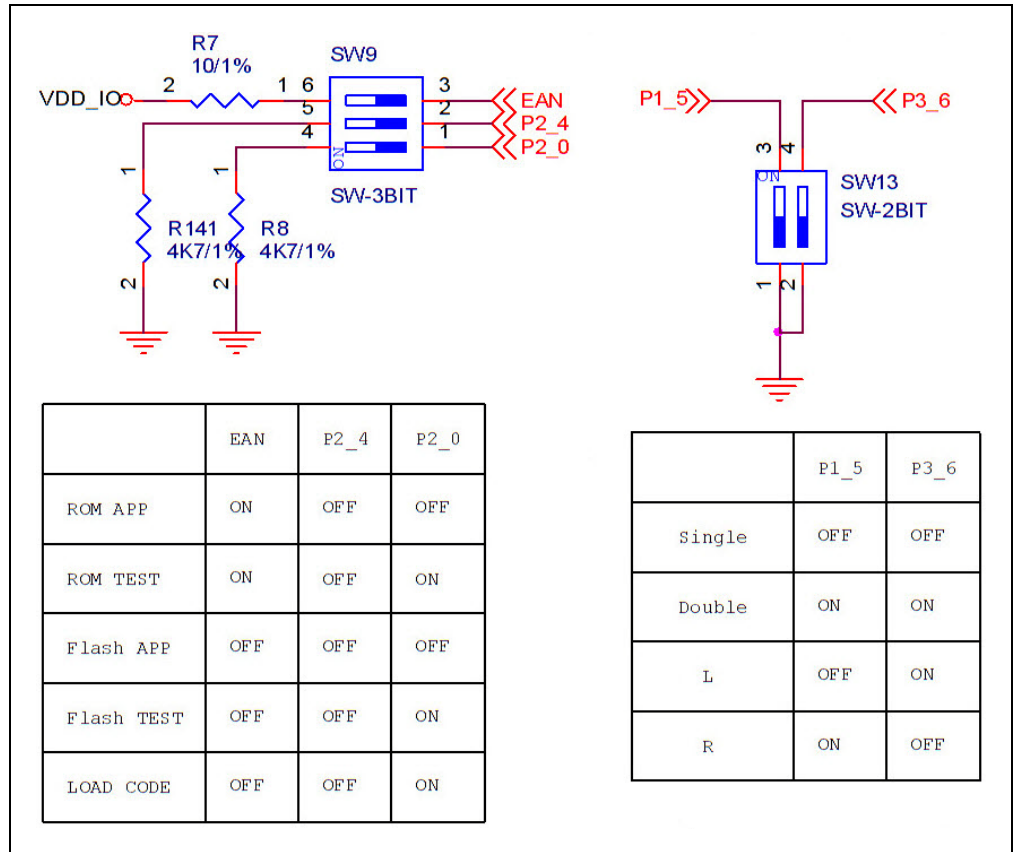 R7
10/1%
SW9
VDD_IO
2
1
6
5
4
3
2
1
EAN
P2_4
P2_0
ON
SW-3BIT
1
1
R141
4K7/1%
R8
4K7/1%
2
2
P1_5
P3_6
3
4
ON
SW13
SW-2BIT
1
2
EAN P2_4 P2_0
ROM APP ON OFF OFF
ROM TEST ON OFF ON
Flash APP OFF OFF OFF
Flash TEST OFF OFF ON
LOAD CODE OFF OFF ON
P1_5 P3_6
Single OFF OFF
Double ON ON
L OFF ON
R ON OFF